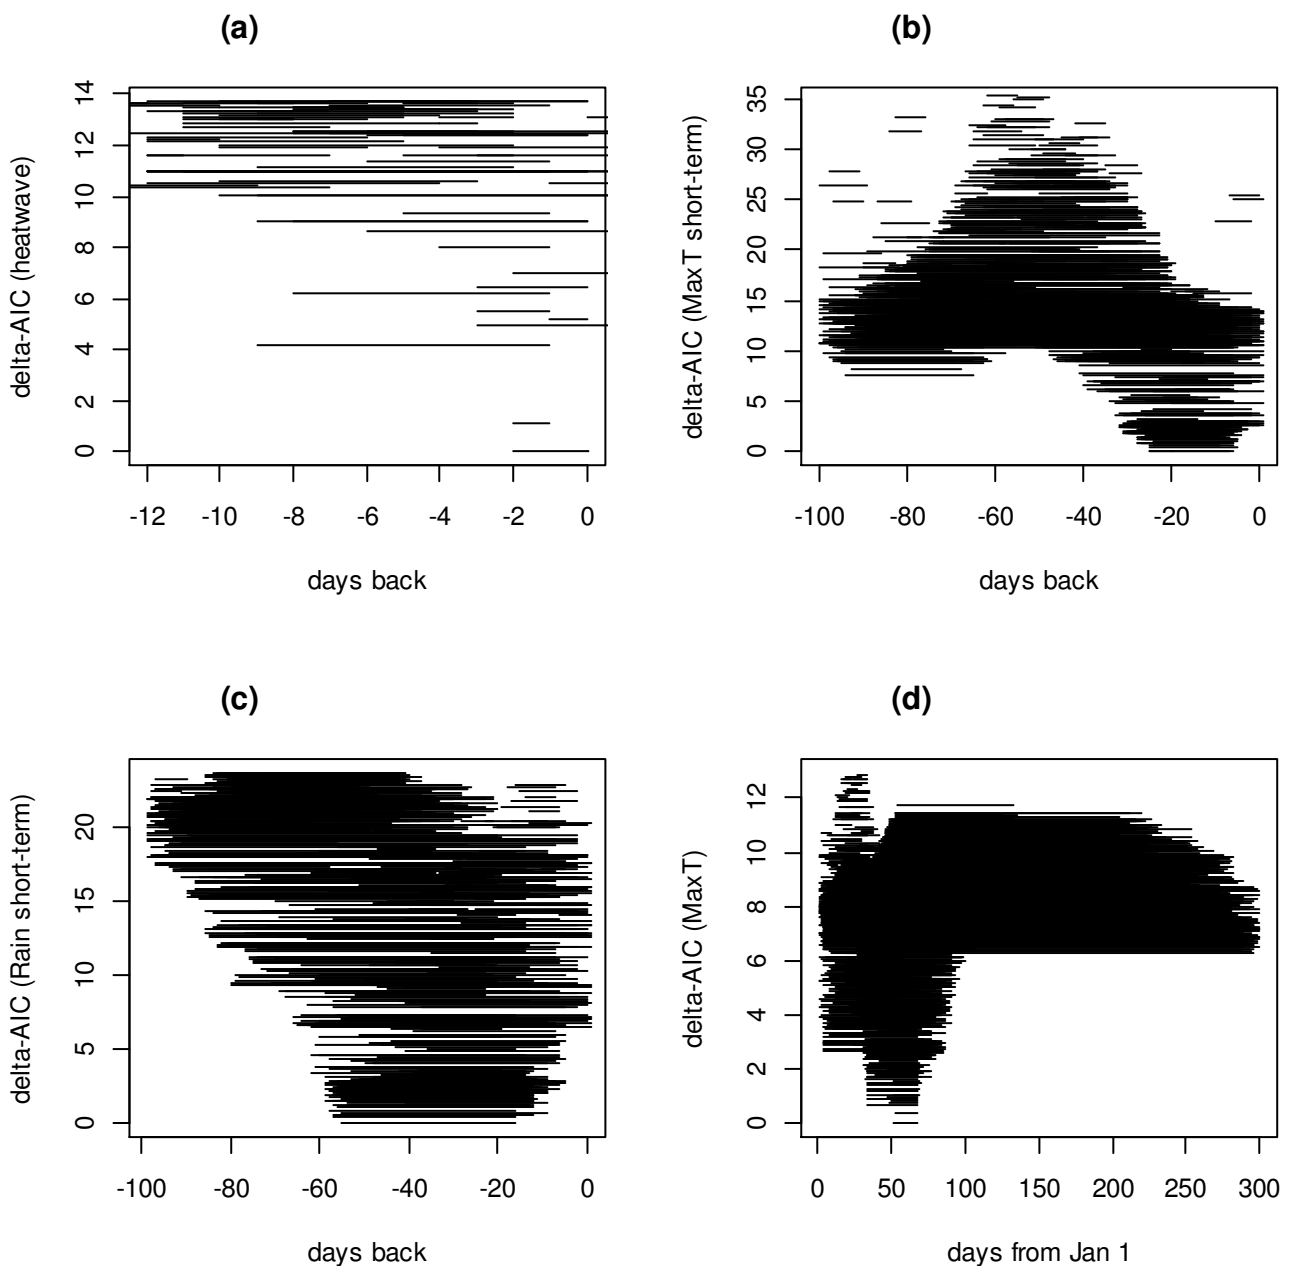 (a)
delta-AIC (heatwave)
14
12
10
8
6
4
2
0
-12 -10 -8 -6 -4 -2 0
days back
(b)
delta-AIC (MaxT short-term)
35
30
25
20
15
10
5
0
-100 -80 -60 -40 -20 0
days back
(c)
delta-AIC (Rain short-term)
20
15
10
5
0
-100 -80 -60 -40 -20 0
days back
(d)
delta-AIC (MaxT)
12
10
8
6
4
2
0
0 50 100 150 200 250 300
days from Jan 1